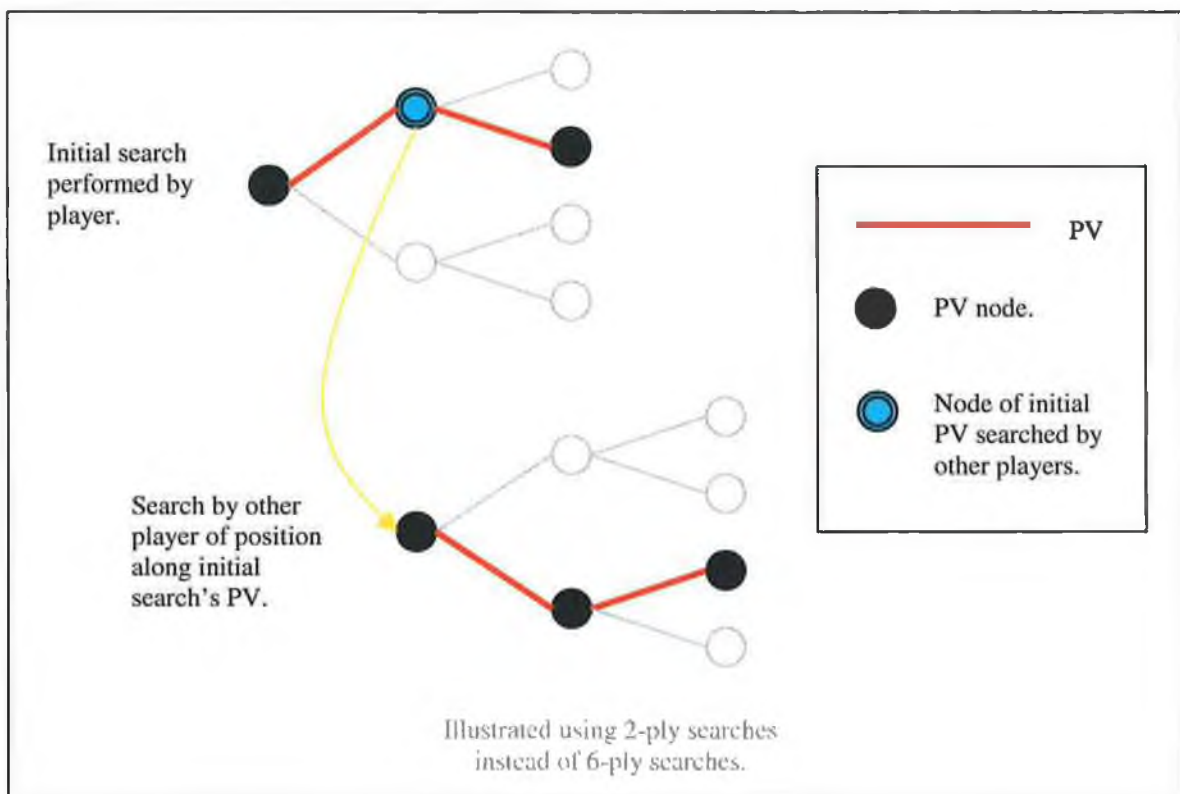 Initial search
performed by
player.
PV
PV node.
Node of initial
PV searched by
other players.
Search by other
player of position
along initial
search's PV.
Illustrated using 2-ply searches
instead of 6-ply searches.